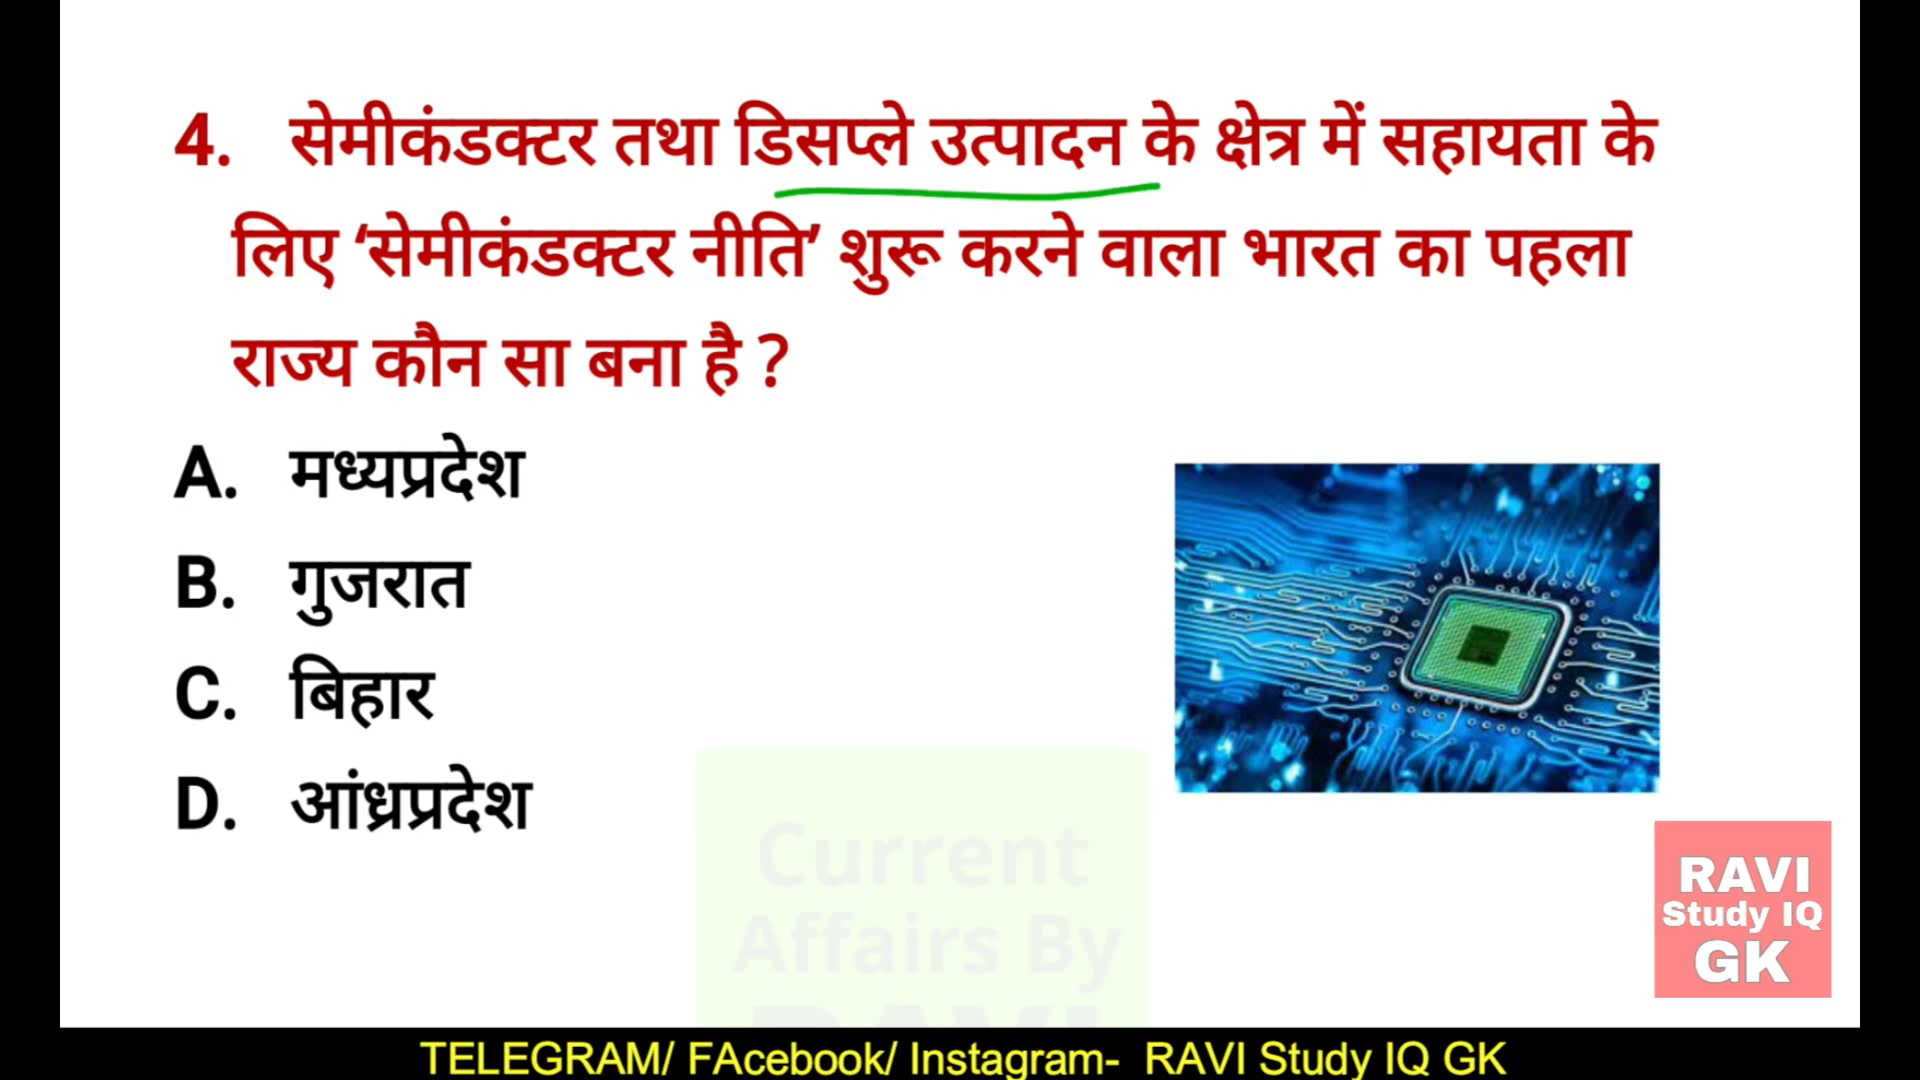 4. सेमीकंडक्टर तथा डिसप्ले उत्पादन के क्षेत्र में सहायता के
लिए ‘सेमीकंडक्टर नीति’ शुरू करने वाला भारत का पहला
राज्य कौन सा बना है ?
A. मध्यप्रदेश
B. गुजरात
C. बिहार
D. आंध्रप्रदेश
Current
Affairs By
RAVI
Study IQ
GK
TELEGRAM/ FAcebook/ Instagram- RAVI Study IQ GK